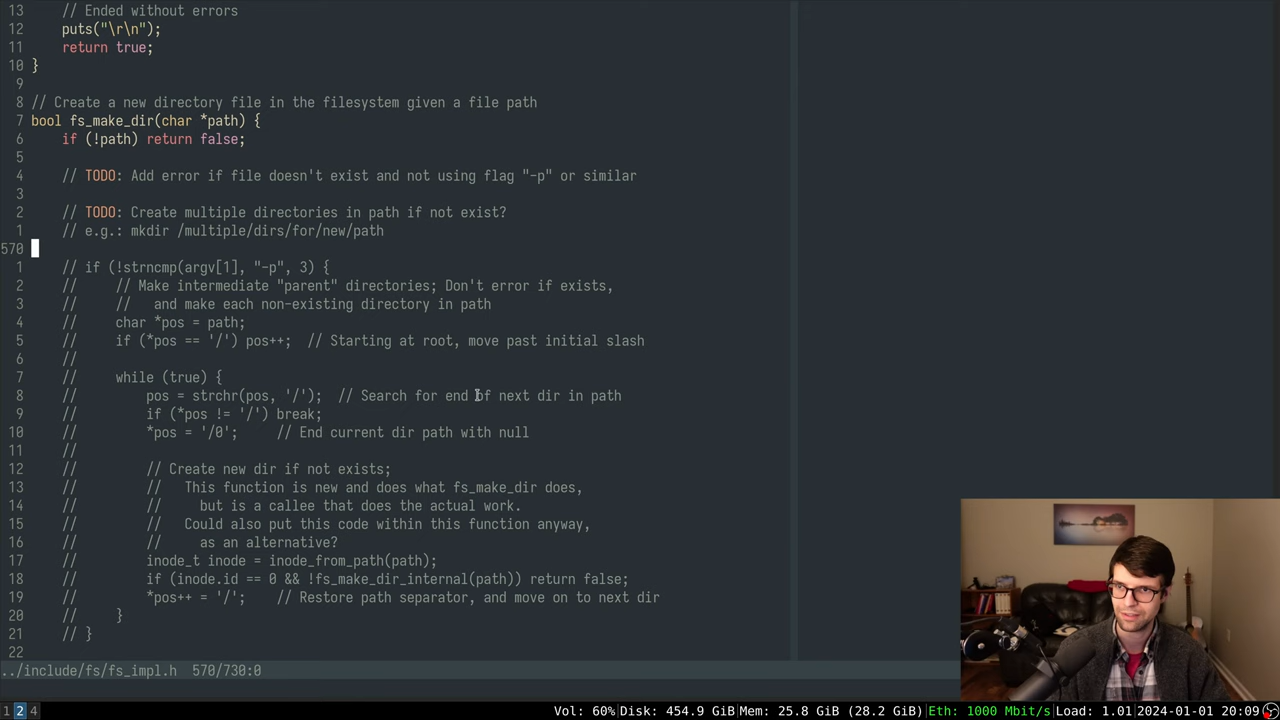 13 // Ended without errors
12 puts("\r\n");
11 return true;
10 }
9
8 // Create a new directory file in the filesystem given a file path
7 bool fs_make_dir(char *path) {
6 if (!path) return false;
5
4 // TODO: Add error if file doesn't exist and not using flag "-p" or similar
3
2 // TODO: Create multiple directories in path if not exist?
1 // e.g.: mkdir /multiple/dirs/for/new/path
570
1 // if (!strncmp(argv[1], "-p", 3) {
2 // // Make intermediate "parent" directories; Don't error if exists,
3 // // and make each non-existing directory in path
4 // char *pos = path;
5 // if (*pos == '/') pos++; // Starting at root, move past initial slash
6 //
7 // while (true) {
8 // pos = strchr(pos, '/'); // Search for end of next dir in path
9 // if (*pos != '/') break;
10 // *pos = '/0'; // End current dir path with null
11 //
12 // // Create new dir if not exists;
13 // // This function is new and does what fs_make_dir does,
14 // // but is a callee that does the actual work.
15 // // Could also put this code within this function anyway,
16 // // as an alternative?
17 // inode_t inode = inode_from_path(path);
18 // if (inode.id == 0 && !fs_make_dir_internal(path)) return false;
19 // *pos++ = '/'; // Restore path separator, and move on to next dir
20 // }
21 // }
22
../include/fs/fs_impl.h 570/730:0
1 2 4 Vol: 60% Disk: 454.9 GiB Mem: 25.8 GiB (28.2 GiB) Eth: 1000 Mbit/s Load: 1.01 2024-01-01 20:09